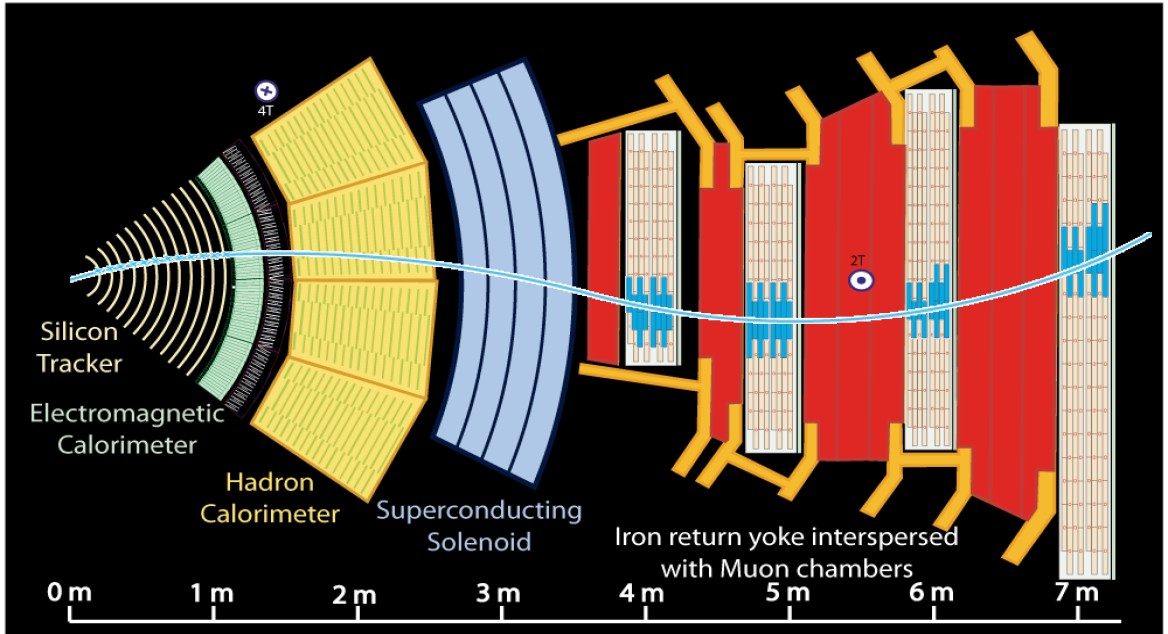 4T
2T
Silicon
Tracker
Electromagnetic
Calorimeter
Hadron
Calorimeter
Superconducting
Solenoid
Iron return yoke interspersed
with Muon chambers
0 m 1 m 2 m 3 m 4 m 5 m 6 m 7 m